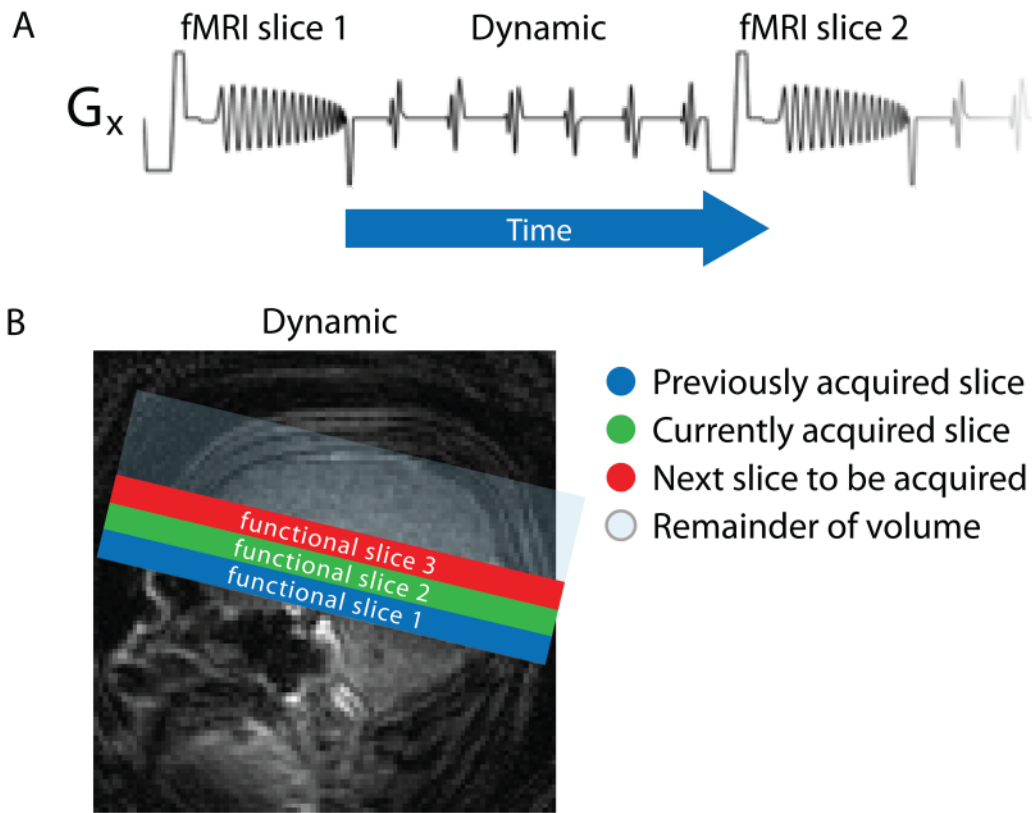 A
fMRI slice 1
Dynamic
fMRI slice 2
Gx
Time
B
Dynamic
Previously acquired slice
Currently acquired slice
Next slice to be acquired
Remainder of volume
functional slice 3
functional slice 2
functional slice 1